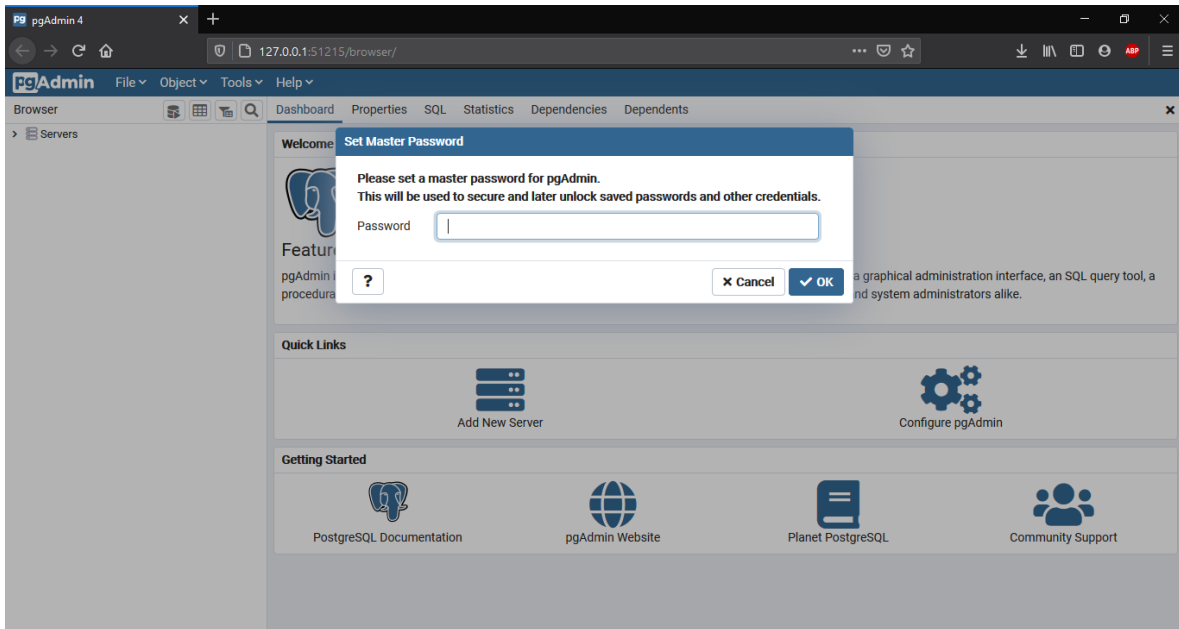 pgAdmin 4
127.0.0.1:51215/browser/
ABP
pgAdmin File Object Tools Help
Browser
Dashboard Properties SQL Statistics Dependencies Dependents
Servers
Welcome
Set Master Password
Please set a master password for pgAdmin.
This will be used to secure and later unlock saved passwords and other credentials.
Password
?
Cancel
OK
Featur
pgAdmin i
a graphical administration interface, an SQL query tool, a
procedura
nd system administrators alike.
Quick Links
Add New Server
Configure pgAdmin
Getting Started
PostgreSQL Documentation
pgAdmin Website
Planet PostgreSQL
Community Support